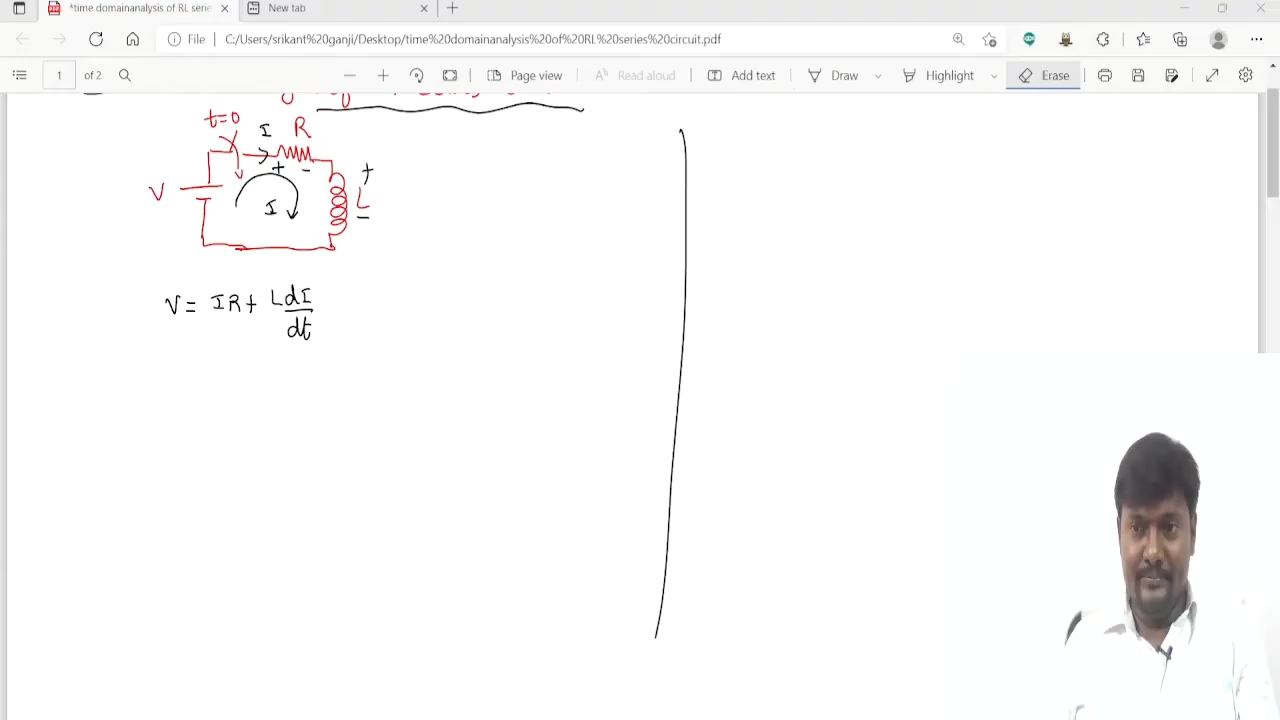 *time domainanalysis of RL serie
New tab
File
C:/Users/srikant%20ganji/Desktop/time%20domainanalysis%20of%20RL%20series%20circuit.pdf
1 of 2
Page view
Read aloud
Add text
Draw
Highlight
Erase
t=0
I
R
+ -
+
V
I
L
-
V= IR+ LdI/dt